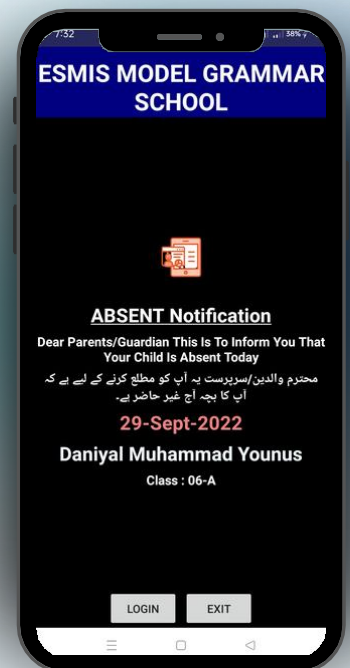 7:32
38%
ESMIS MODEL GRAMMAR
SCHOOL
ABSENT Notification
Dear Parents/Guardian This Is To Inform You That
Your Child Is Absent Today
محترم والدین/سرپرست یہ آپ کو مطلع کرنے کے لیے ہے کہ
آپ کا بچہ آج غیر حاضر ہے۔
29-Sept-2022
Daniyal Muhammad Younus
Class : 06-A
LOGIN
EXIT